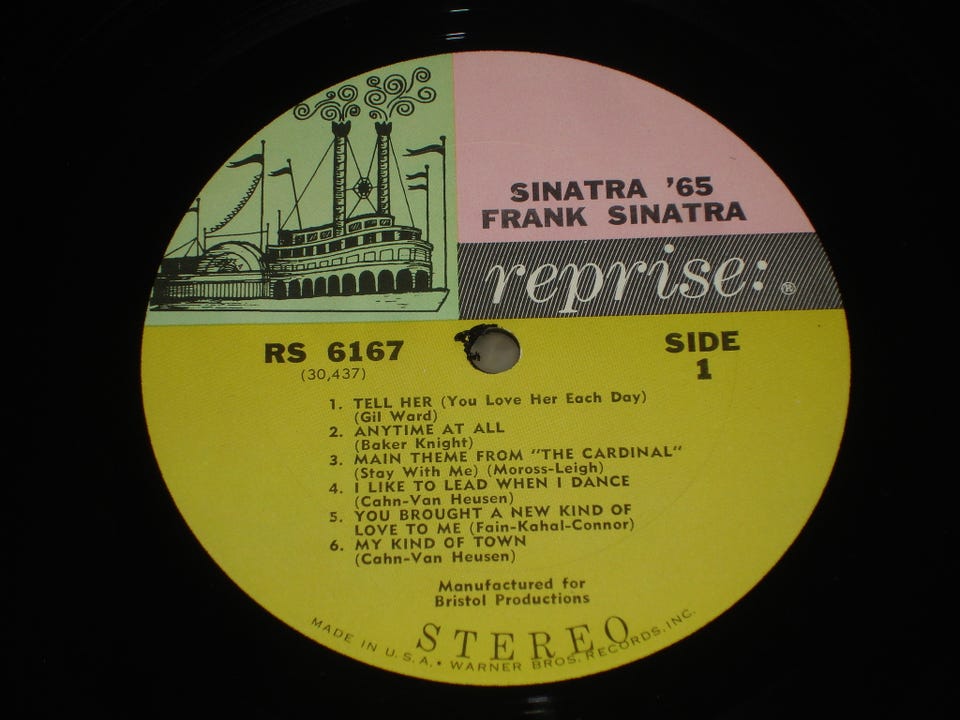 SINATRA '65
FRANK SINATRA
reprise: ®
RS 6167
(30,437)
SIDE
1
1. TELL HER (You Love Her Each Day)
(Gil Ward)
2. ANYTIME AT ALL
(Baker Knight)
3. MAIN THEME FROM "THE CARDINAL"
(Stay With Me) (Moross-Leigh)
4. I LIKE TO LEAD WHEN I DANCE
(Cahn-Van Heusen)
5. YOU BROUGHT A NEW KIND OF
LOVE TO ME (Fain-Kahal-Connor)
6. MY KIND OF TOWN
(Cahn-Van Heusen)
Manufactured for
Bristol Productions
STEREO
MADE IN U.S.A. • WARNER BROS. RECORDS, INC.